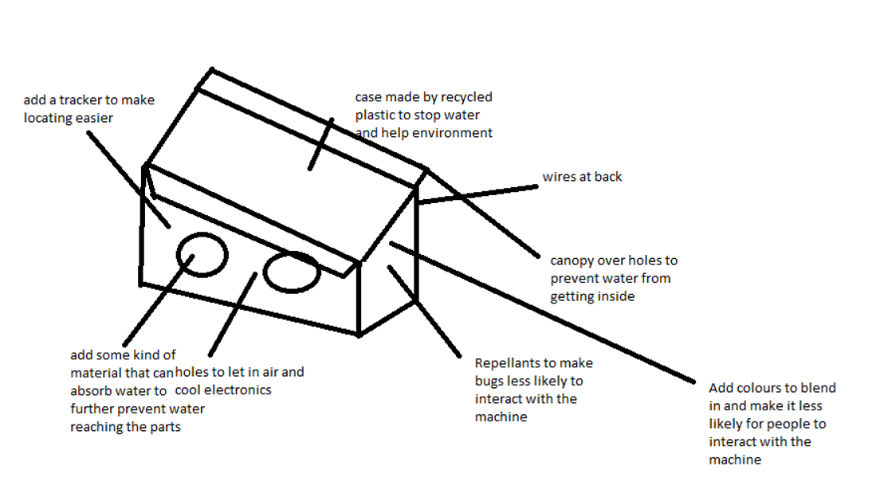 add a tracker to make
locating easier
case made by recycled
plastic to stop water
and help environment
wires at back
canopy over holes to
prevent water from
getting inside
add some kind of
material that can
absorb water to
further prevent water
reaching the parts
holes to let in air and
cool electronics
Repellants to make
bugs less likely to
interact with the
machine
Add colours to blend
in and make it less
likely for people to
interact with the
machine